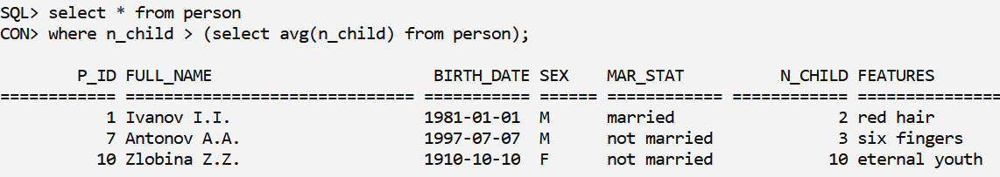 SQL> select * from person
CON> where n_child > (select avg(n_child) from person);
P_ID FULL_NAME BIRTH_DATE SEX MAR_STAT N_CHILD FEATURES
============ =============================== =========== ====== ============ ============ ===============
1 Ivanov I.I. 1981-01-01 M married 2 red hair
7 Antonov A.A. 1997-07-07 M not married 3 six fingers
10 Zlobina Z.Z. 1910-10-10 F not married 10 eternal youth